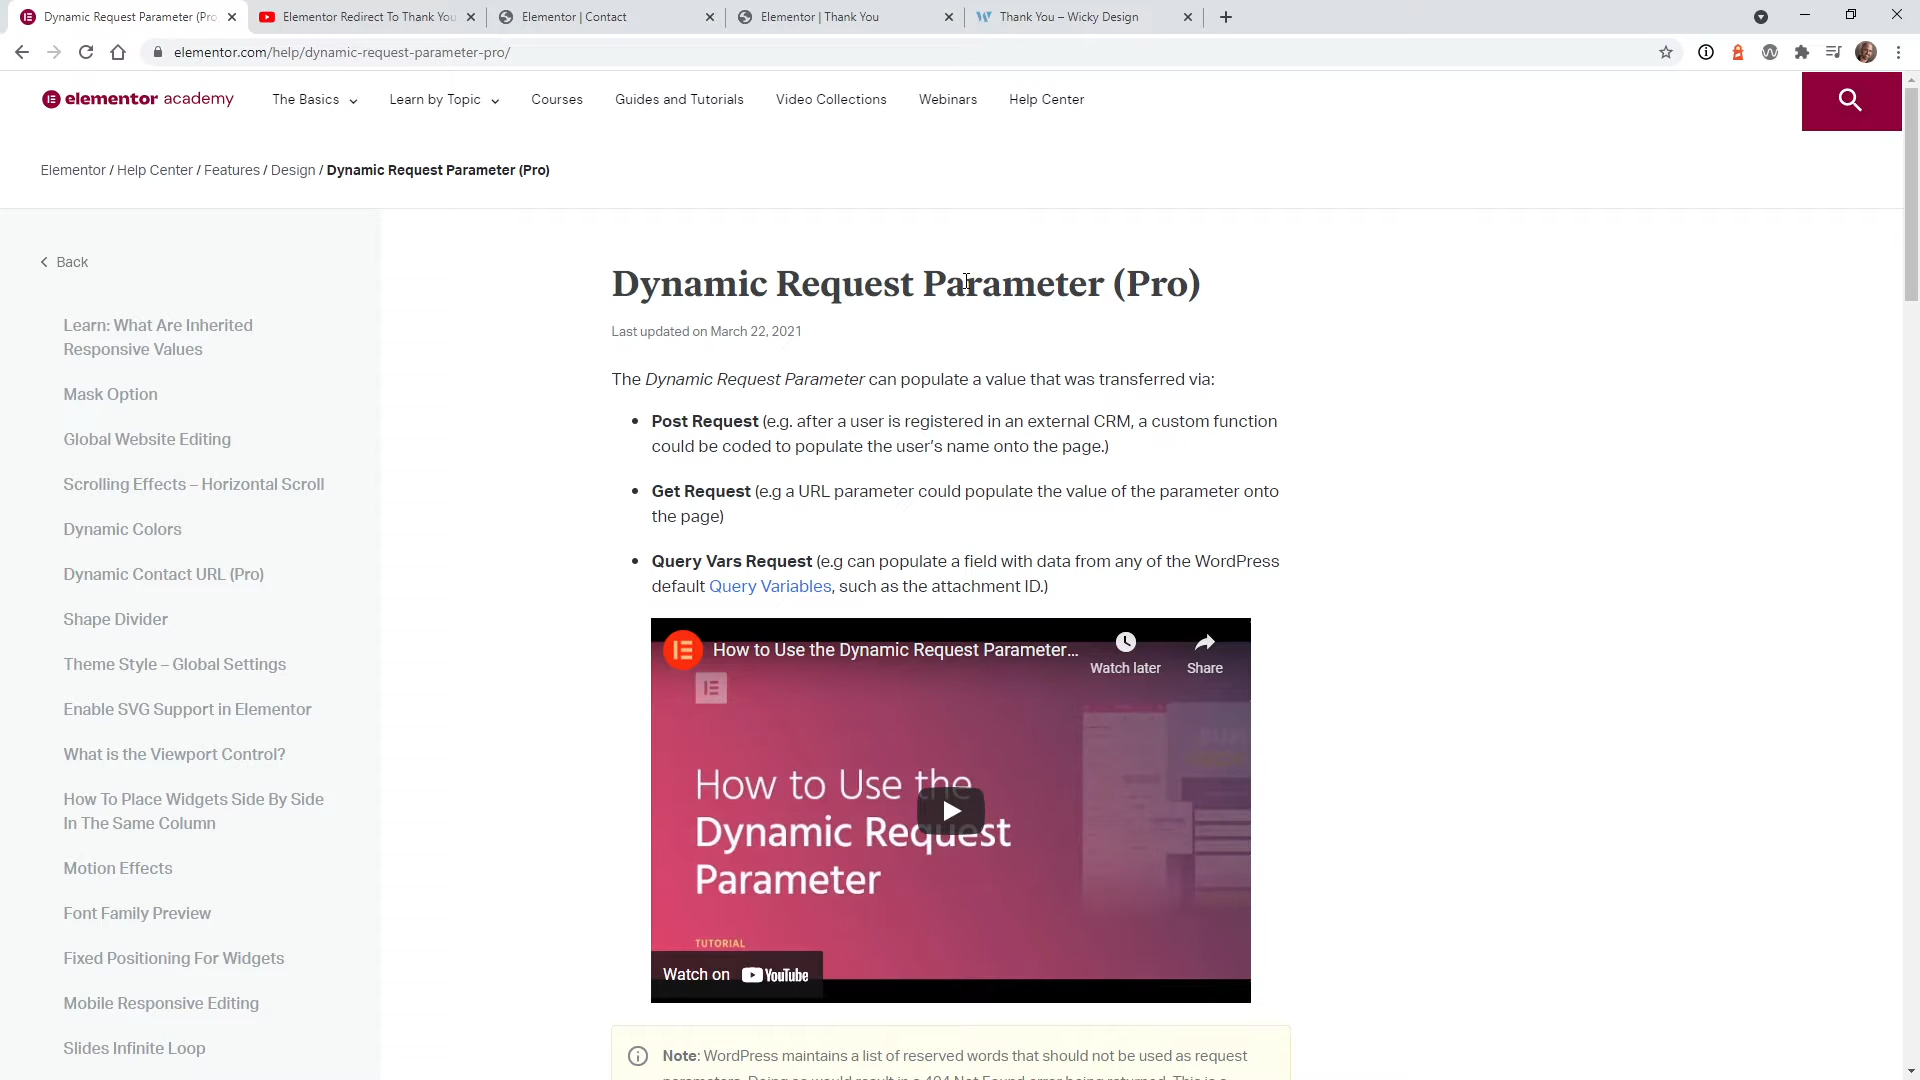 Dynamic Request Parameter (Pro
Elementor Redirect To Thank You
Elementor | Contact
Elementor | Thank You
Thank You – Wicky Design
elementor.com/help/dynamic-request-parameter-pro/
elementor academy
The Basics
Learn by Topic
Courses
Guides and Tutorials
Video Collections
Webinars
Help Center
Elementor / Help Center / Features / Design / Dynamic Request Parameter (Pro)
Back
Learn: What Are Inherited
Responsive Values
Mask Option
Global Website Editing
Scrolling Effects – Horizontal Scroll
Dynamic Colors
Dynamic Contact URL (Pro)
Shape Divider
Theme Style – Global Settings
Enable SVG Support in Elementor
What is the Viewport Control?
How To Place Widgets Side By Side
In The Same Column
Motion Effects
Font Family Preview
Fixed Positioning For Widgets
Mobile Responsive Editing
Slides Infinite Loop
Dynamic Request Parameter (Pro)
Last updated on March 22, 2021
The Dynamic Request Parameter can populate a value that was transferred via:
• Post Request (e.g. after a user is registered in an external CRM, a custom function
could be coded to populate the user’s name onto the page.)
• Get Request (e.g a URL parameter could populate the value of the parameter onto
the page)
• Query Vars Request (e.g can populate a field with data from any of the WordPress
default Query Variables, such as the attachment ID.)
How to Use the Dynamic Request Parameter...
Watch later
Share
How to Use the
Dynamic Request
Parameter
TUTORIAL
Watch on YouTube
Note: WordPress maintains a list of reserved words that should not be used as request